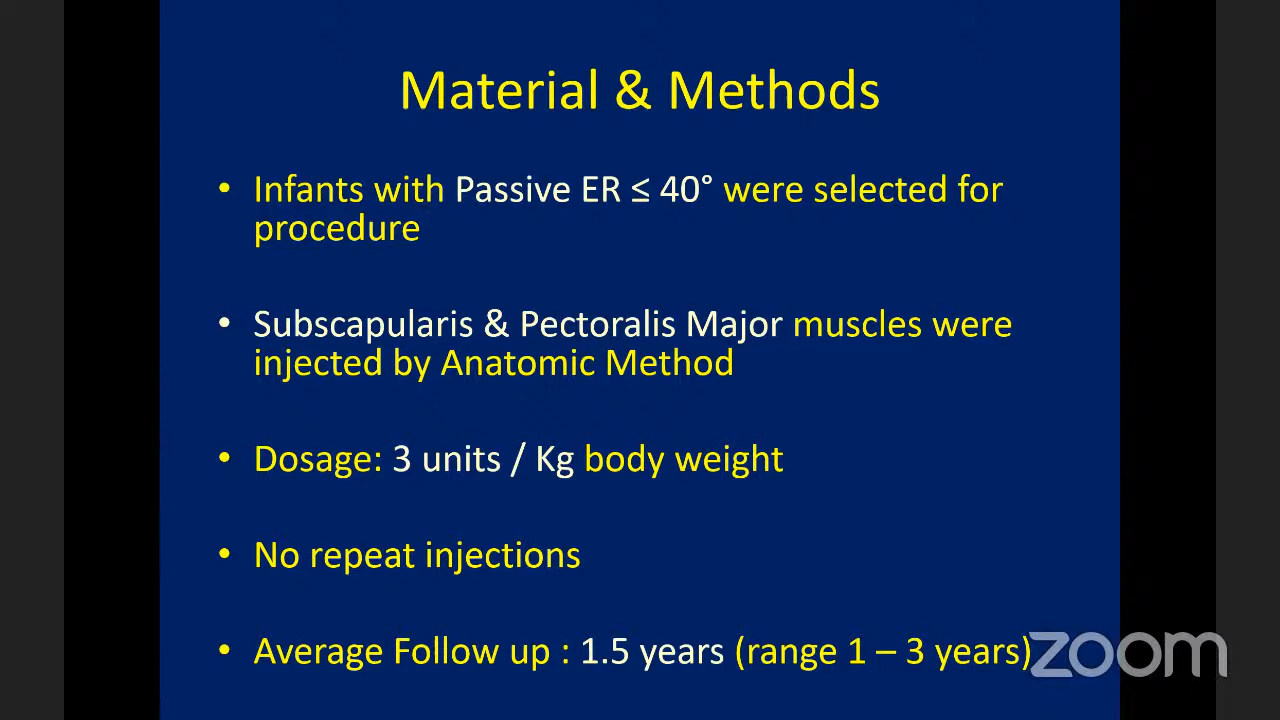 Material & Methods
• Infants with Passive ER ≤ 40° were selected for
procedure
• Subscapularis & Pectoralis Major muscles were
injected by Anatomic Method
• Dosage: 3 units / Kg body weight
• No repeat injections
• Average Follow up : 1.5 years (range 1 – 3 years)
zoom